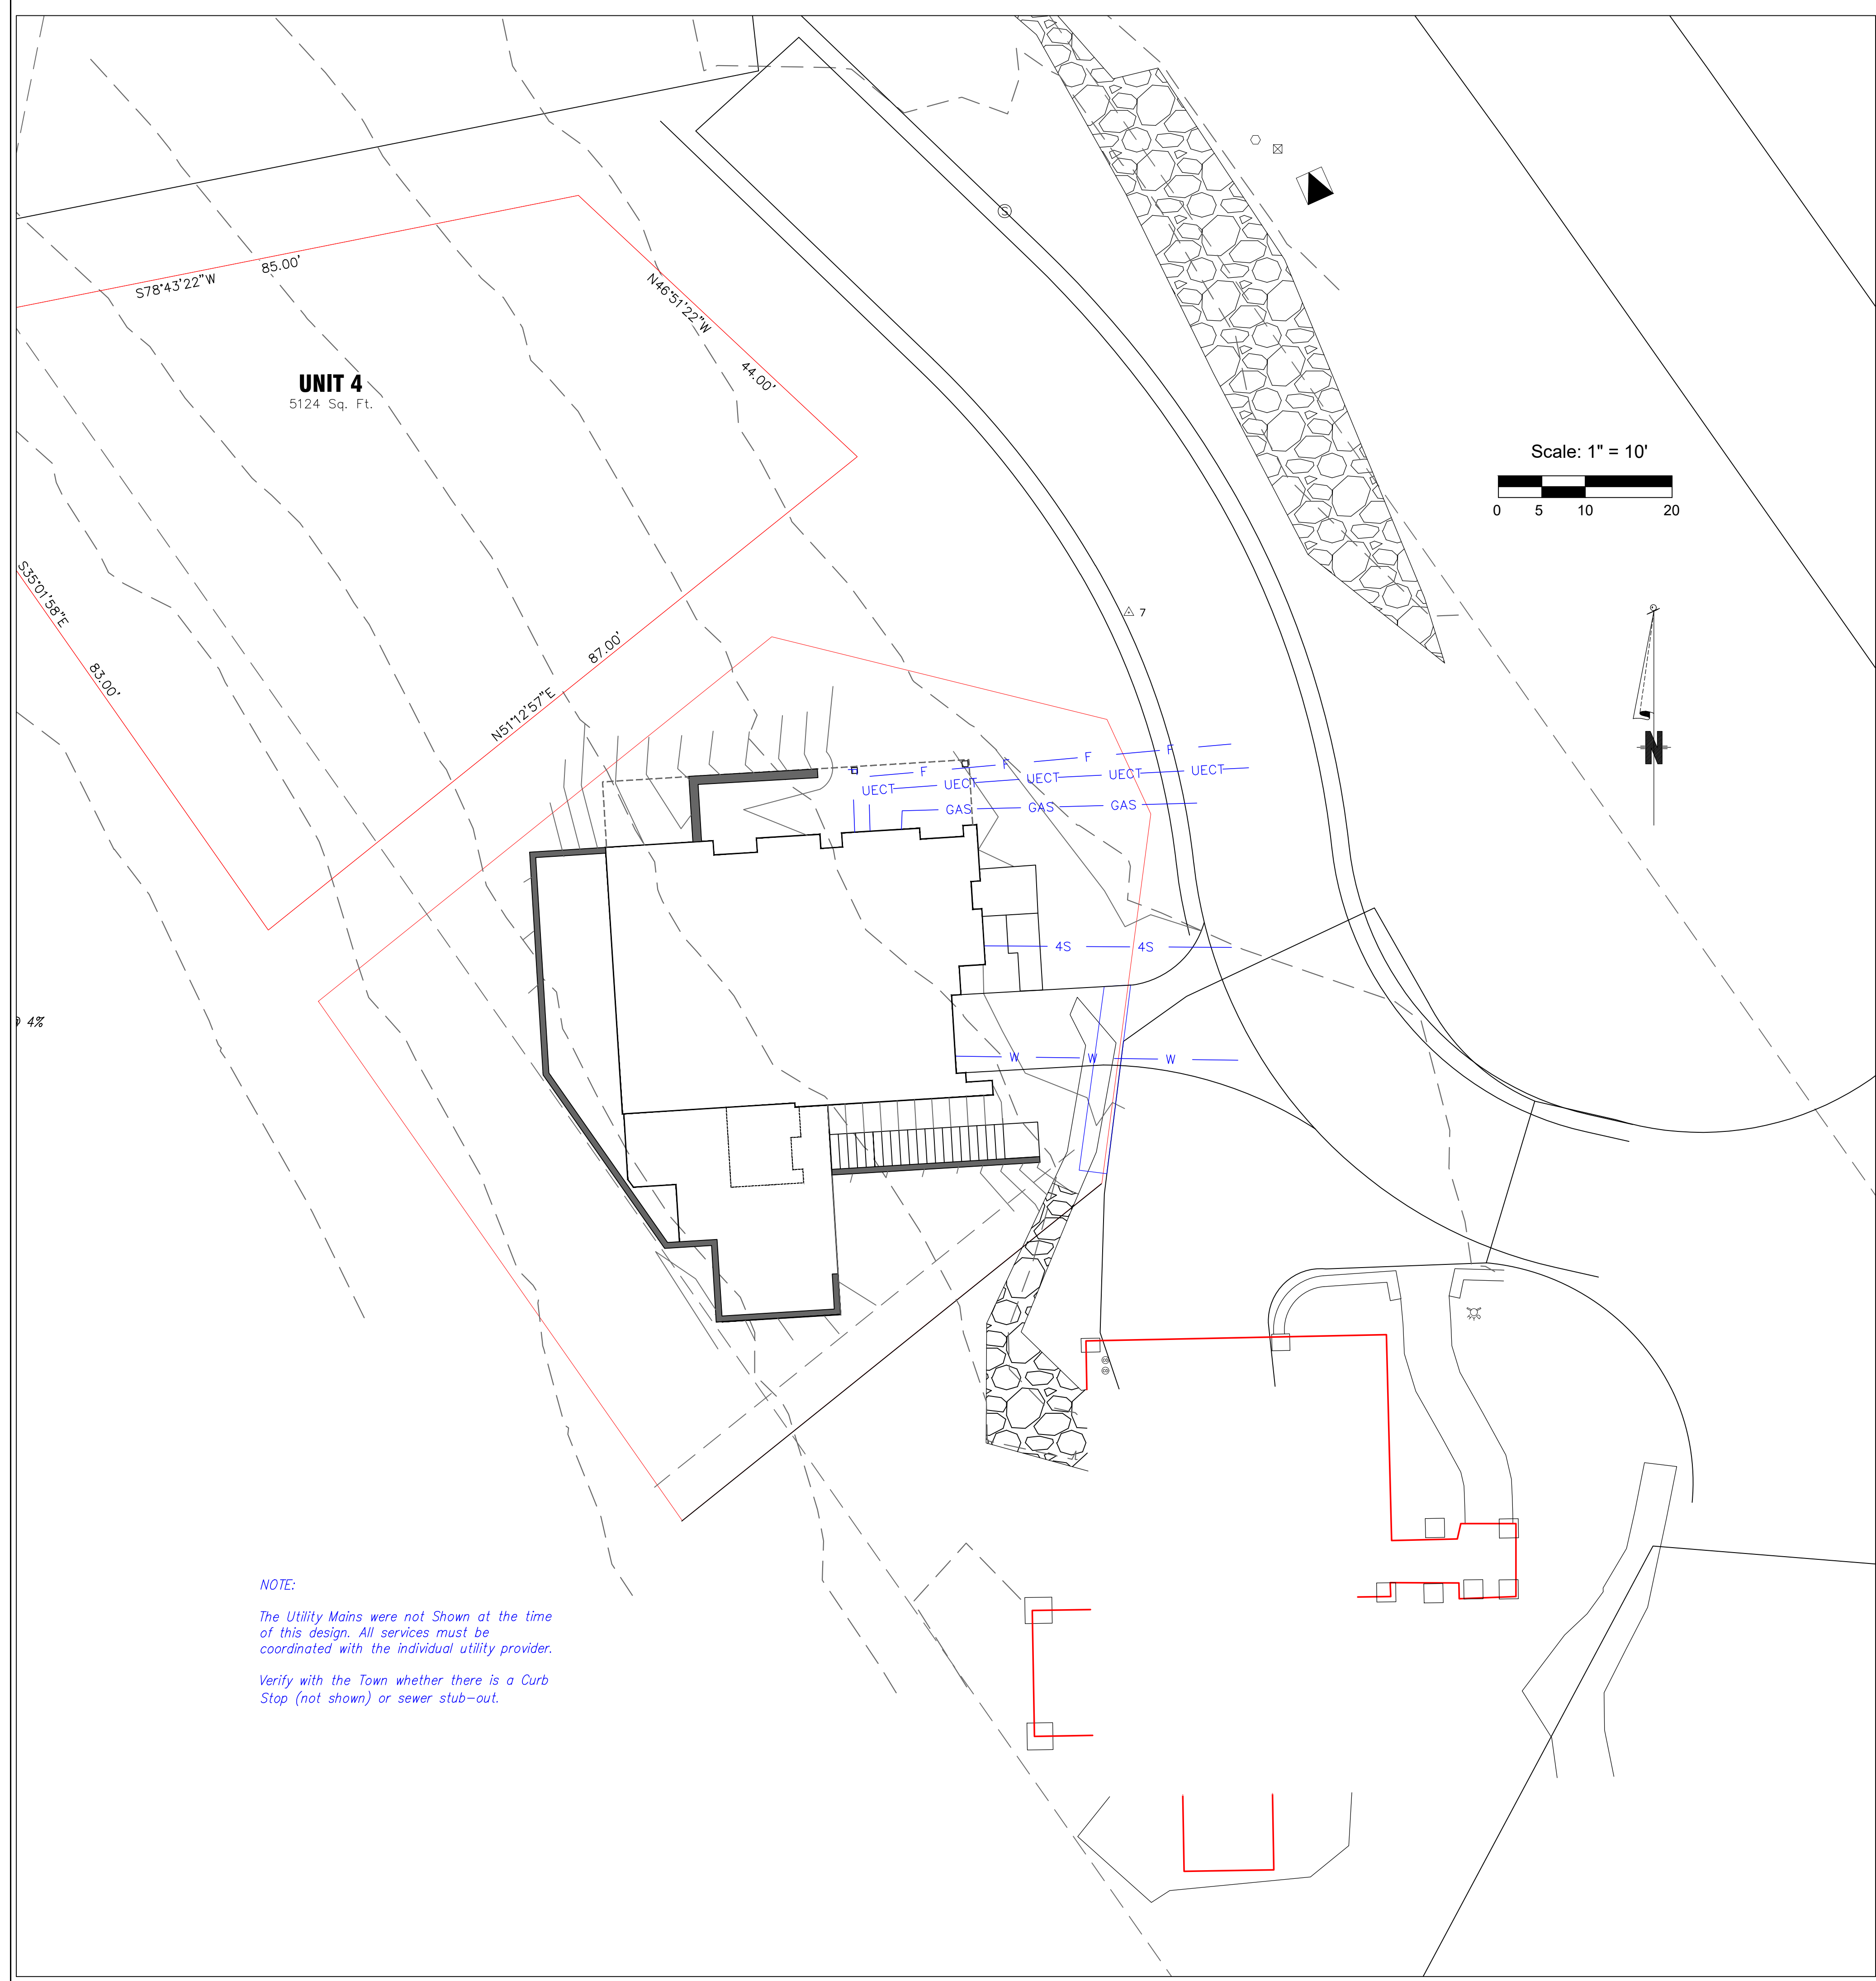 S78°43'22"W
85.00'
N46°51'22"W
44.00'
UNIT 4
5124 Sq. Ft.
Scale: 1" = 10'
0 5 10 20
S35°01'58"E
83.00'
87.00'
N51°12'57"E
S
7
N
F F F F
UECT UECT UECT UECT UECT
GAS GAS GAS
4S 4S
4%
W W W
NOTE:
The Utility Mains were not Shown at the time
of this design. All services must be
coordinated with the individual utility provider.
Verify with the Town whether there is a Curb
Stop (not shown) or sewer stub-out.